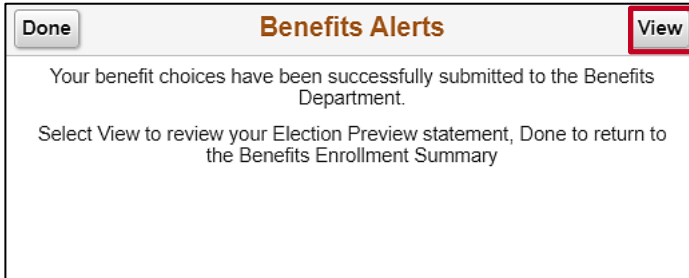 Done
Benefits Alerts
View
Your benefit choices have been successfully submitted to the Benefits
Department.
Select View to review your Election Preview statement, Done to return to
the Benefits Enrollment Summary